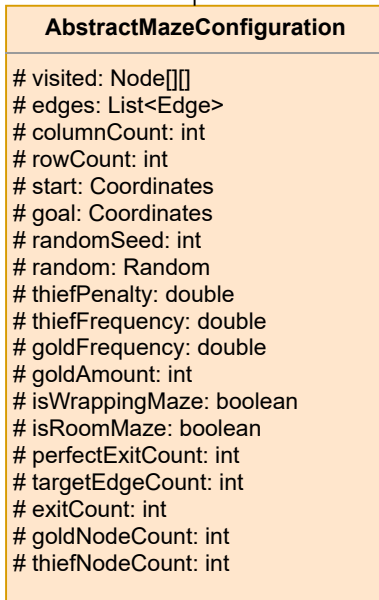 AbstractMazeConfiguration
# visited: Node[][]
# edges: List<Edge>
# columnCount: int
# rowCount: int
# start: Coordinates
# goal: Coordinates
# randomSeed: int
# random: Random
# thiefPenalty: double
# thiefFrequency: double
# goldFrequency: double
# goldAmount: int
# isWrappingMaze: boolean
# isRoomMaze: boolean
# perfectExitCount: int
# targetEdgeCount: int
# exitCount: int
# goldNodeCount: int
# thiefNodeCount: int